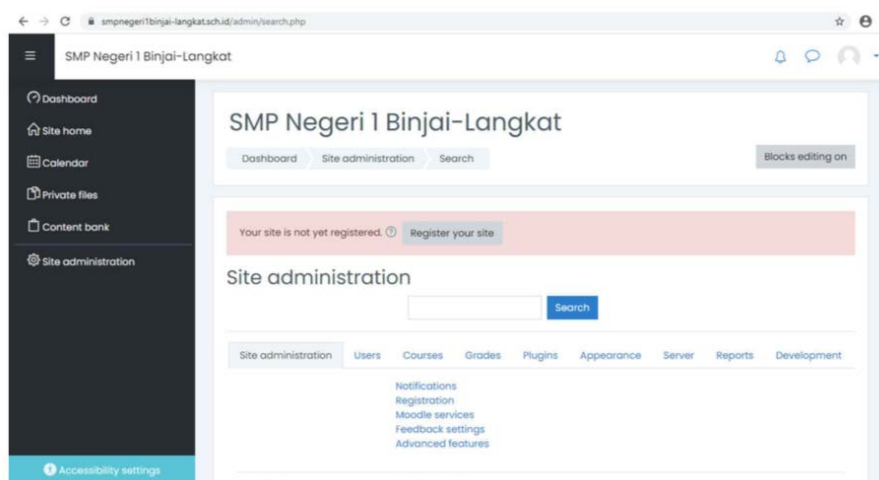 smpnegeri1binjai-langkat.sch.id/admin/search.php
SMP Negeri 1 Binjai-Langkat
Dashboard
Site home
Calendar
Private files
Content bank
Site administration
Accessibility settings
SMP Negeri 1 Binjai-Langkat
Dashboard Site administration Search
Blocks editing on
Your site is not yet registered. Register your site
Site administration
Search
Site administration Users Courses Grades Plugins Appearance Server Reports Development
Notifications
Registration
Moodle services
Feedback settings
Advanced features